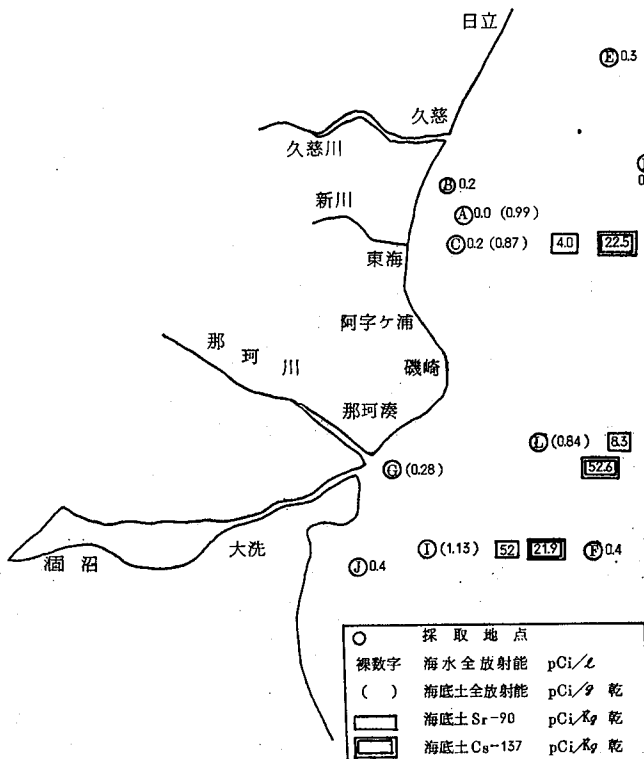 日立
Ⓔ0.3
久慈
久慈川
Ⓑ0.2
新川
Ⓐ0.0 (0.99)
Ⓒ0.2 (0.87) 4.0 22.5
東海
阿字ケ浦
那珂川
磯崎
那珂湊
Ⓛ(0.84) 8.3
52.6
Ⓖ(0.28)
大洗
涸沼
Ⓘ(1.13) 52 21.9 Ⓕ0.4
Ⓙ0.4
採取地点
裸数字 海水全放射能 pCi/ℓ
( ) 海底土全放射能 pCi/g 乾
海底土Sr-90 pCi/Kg 乾
海底土Cs-137 pCi/Kg 乾